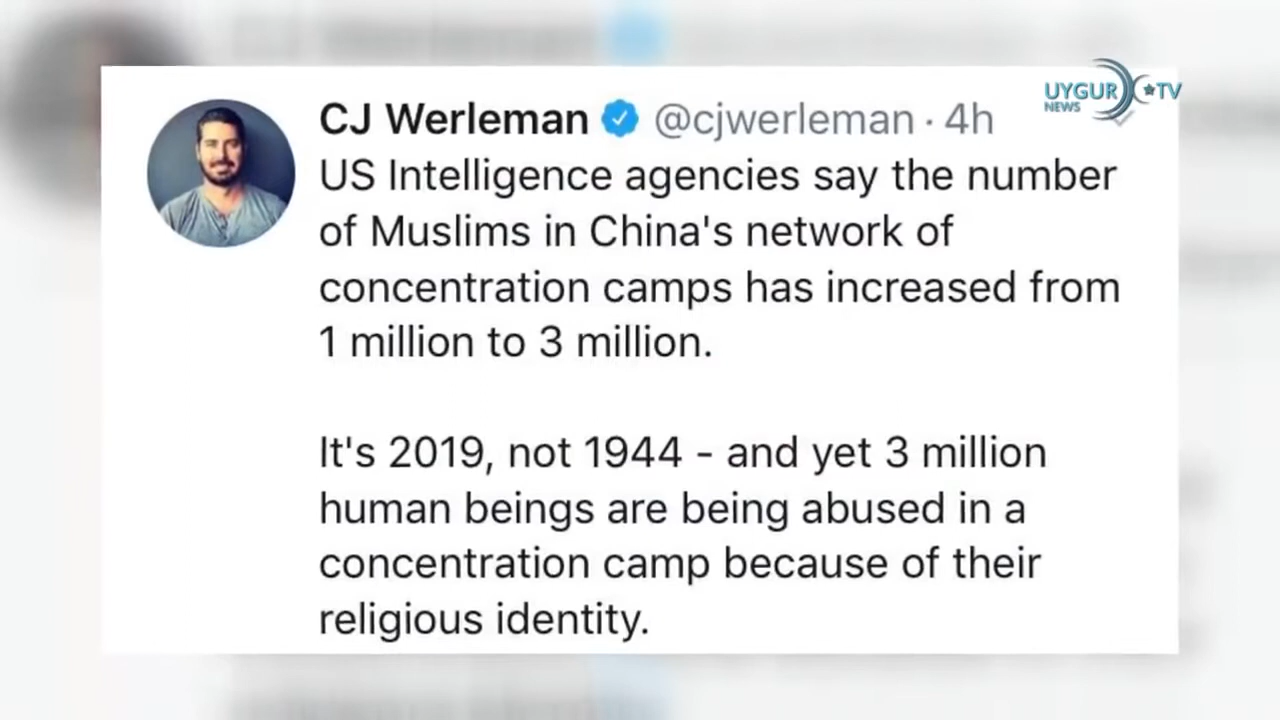 CJ Werleman @cjwerleman · 4h
UYGUR TV
NEWS
US Intelligence agencies say the number
of Muslims in China's network of
concentration camps has increased from
1 million to 3 million.
It's 2019, not 1944 - and yet 3 million
human beings are being abused in a
concentration camp because of their
religious identity.